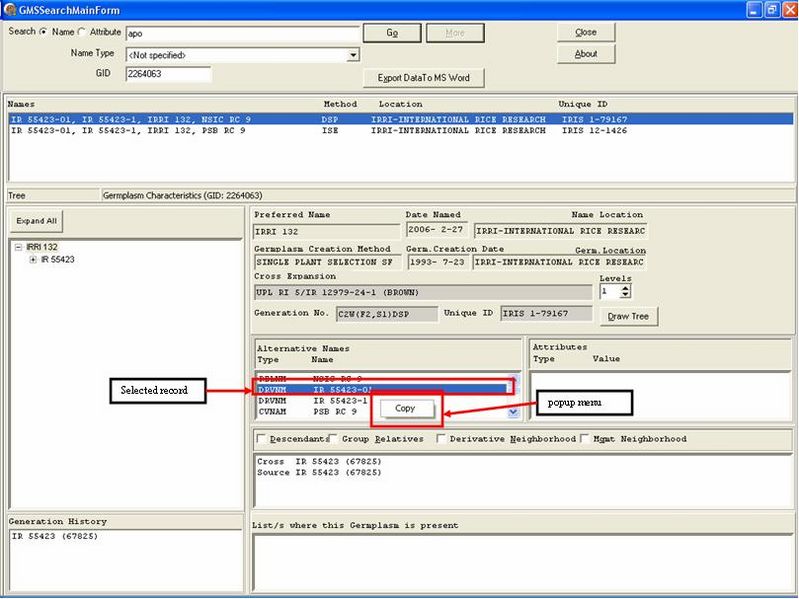 GMSSearchMainForm
Search Name Attribute apo Go More Close
Name Type <Not specified> About
GID 2264063 Export DataTo MS Word
Names Method Location Unique ID
IR 55423-01, IR 55423-1, IRRI 132, NSIC RC 9 DSP IRRI-INTERNATIONAL RICE RESEARCH IRIS 1-79167
IR 55423-01, IR 55423-1, IRRI 132, PSB RC 9 ISE IRRI-INTERNATIONAL RICE RESEARCH IRIS 12-1426
Tree Germplasm Characteristics (GID: 2264063)
Expand All
IRRI 132
IR 55423
Preferred Name Date Named Name Location
IRRI 132 2006- 2-27 IRRI-INTERNATIONAL RICE RESEARC
Germplasm Creation Method Germ.Creation Date Germ.Location
SINGLE PLANT SELECTION SF 1993- 7-23 IRRI-INTERNATIONAL RICE RESEARC
Cross Expansion Levels
UPL RI 5/IR 12979-24-1 (BROWN) 1
Generation No. C2W(F2,S1)DSP Unique ID IRIS 1-79167 Draw Tree
Alternative Names
Type Name
NSIC RC 9
DRVNM IR 55423-01
DRVNM IR 55423-1
CVNAM PSB RC 9
Copy
Selected record
popup menu
Attributes
Type Value
Descendants Group Relatives Derivative Neighborhood Mgmt Neighborhood
Cross IR 55423 (67825)
Source IR 55423 (67825)
Generation History
IR 55423 (67825)
List/s where this Germplasm is present